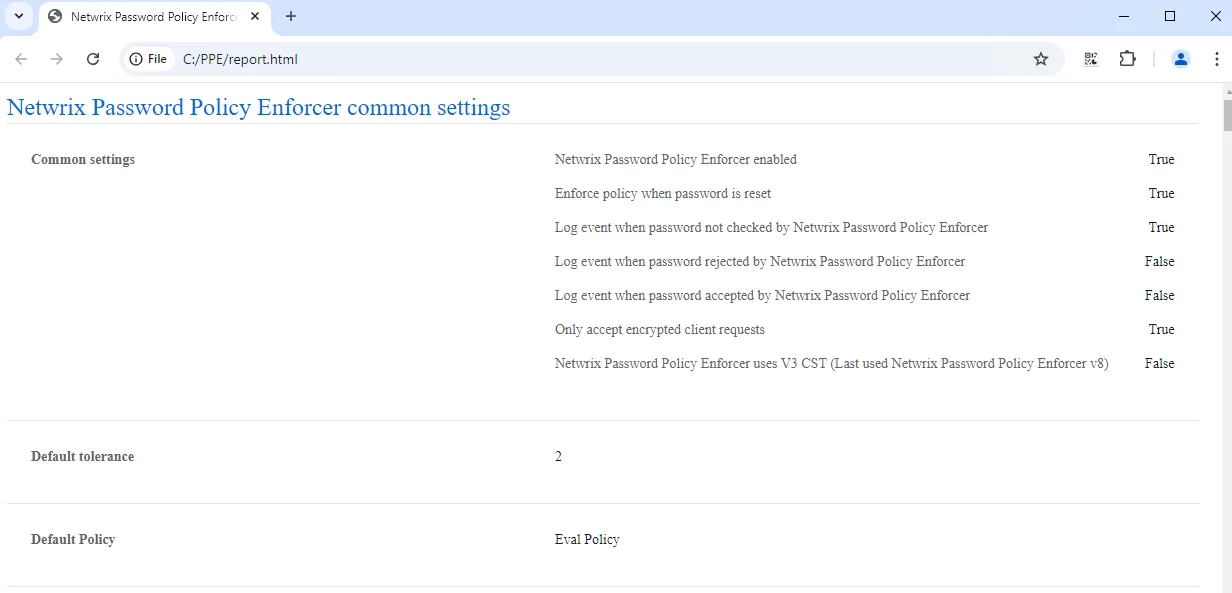 Netwrix Password Policy Enforc
File C:/PPE/report.html
Netwrix Password Policy Enforcer common settings
Common settings Netwrix Password Policy Enforcer enabled True
Enforce policy when password is reset True
Log event when password not checked by Netwrix Password Policy Enforcer True
Log event when password rejected by Netwrix Password Policy Enforcer False
Log event when password accepted by Netwrix Password Policy Enforcer False
Only accept encrypted client requests True
Netwrix Password Policy Enforcer uses V3 CST (Last used Netwrix Password Policy Enforcer v8) False
Default tolerance 2
Default Policy Eval Policy